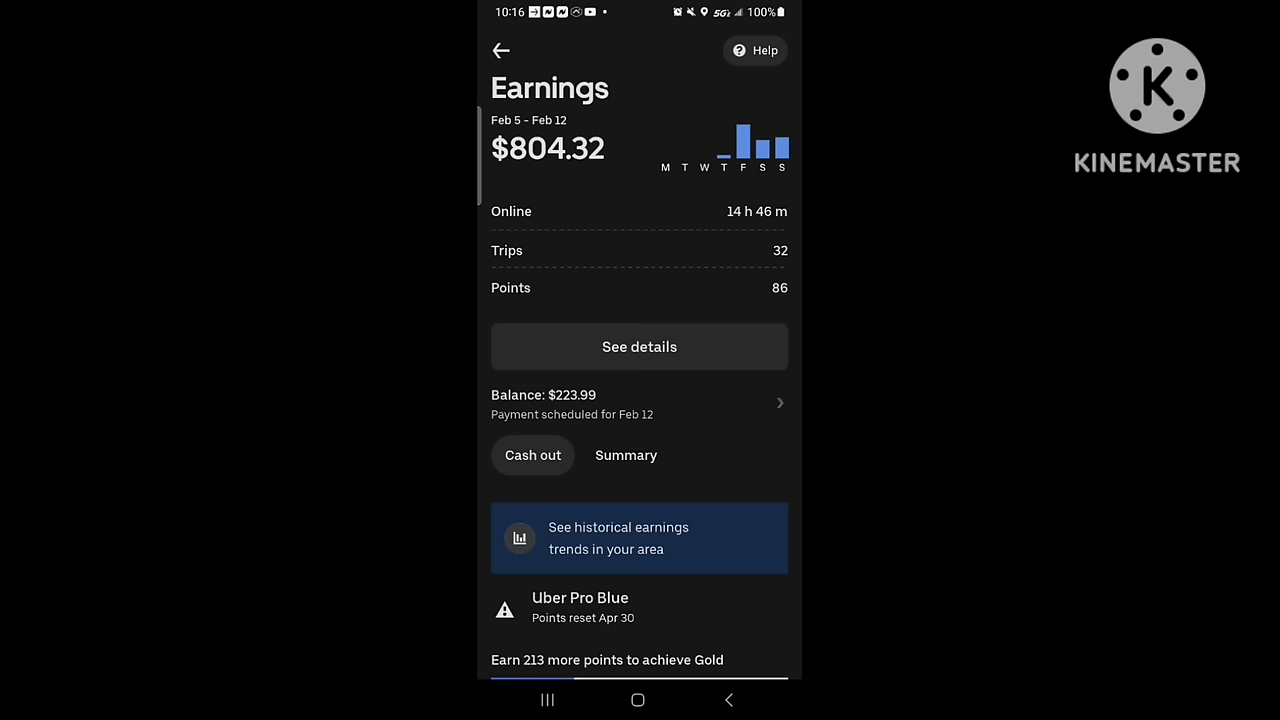 10:16
5G
100%
Help
Earnings
Feb 5 - Feb 12
$804.32
M T W T F S S
Online 14 h 46 m
Trips 32
Points 86
See details
Balance: $223.99
Payment scheduled for Feb 12
Cash out Summary
See historical earnings
trends in your area
Uber Pro Blue
Points reset Apr 30
Earn 213 more points to achieve Gold
K
KINEMASTER